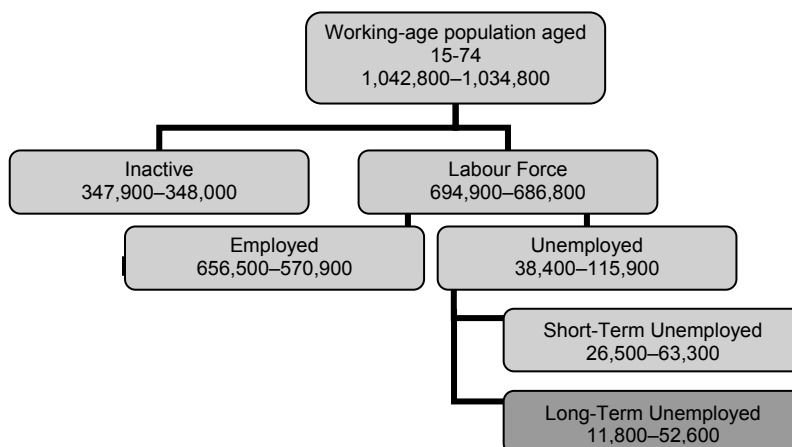 Working-age population aged
15-74
1,042,800–1,034,800
Inactive
347,900–348,000
Labour Force
694,900–686,800
Employed
656,500–570,900
Unemployed
38,400–115,900
Short-Term Unemployed
26,500–63,300
Long-Term Unemployed
11,800–52,600